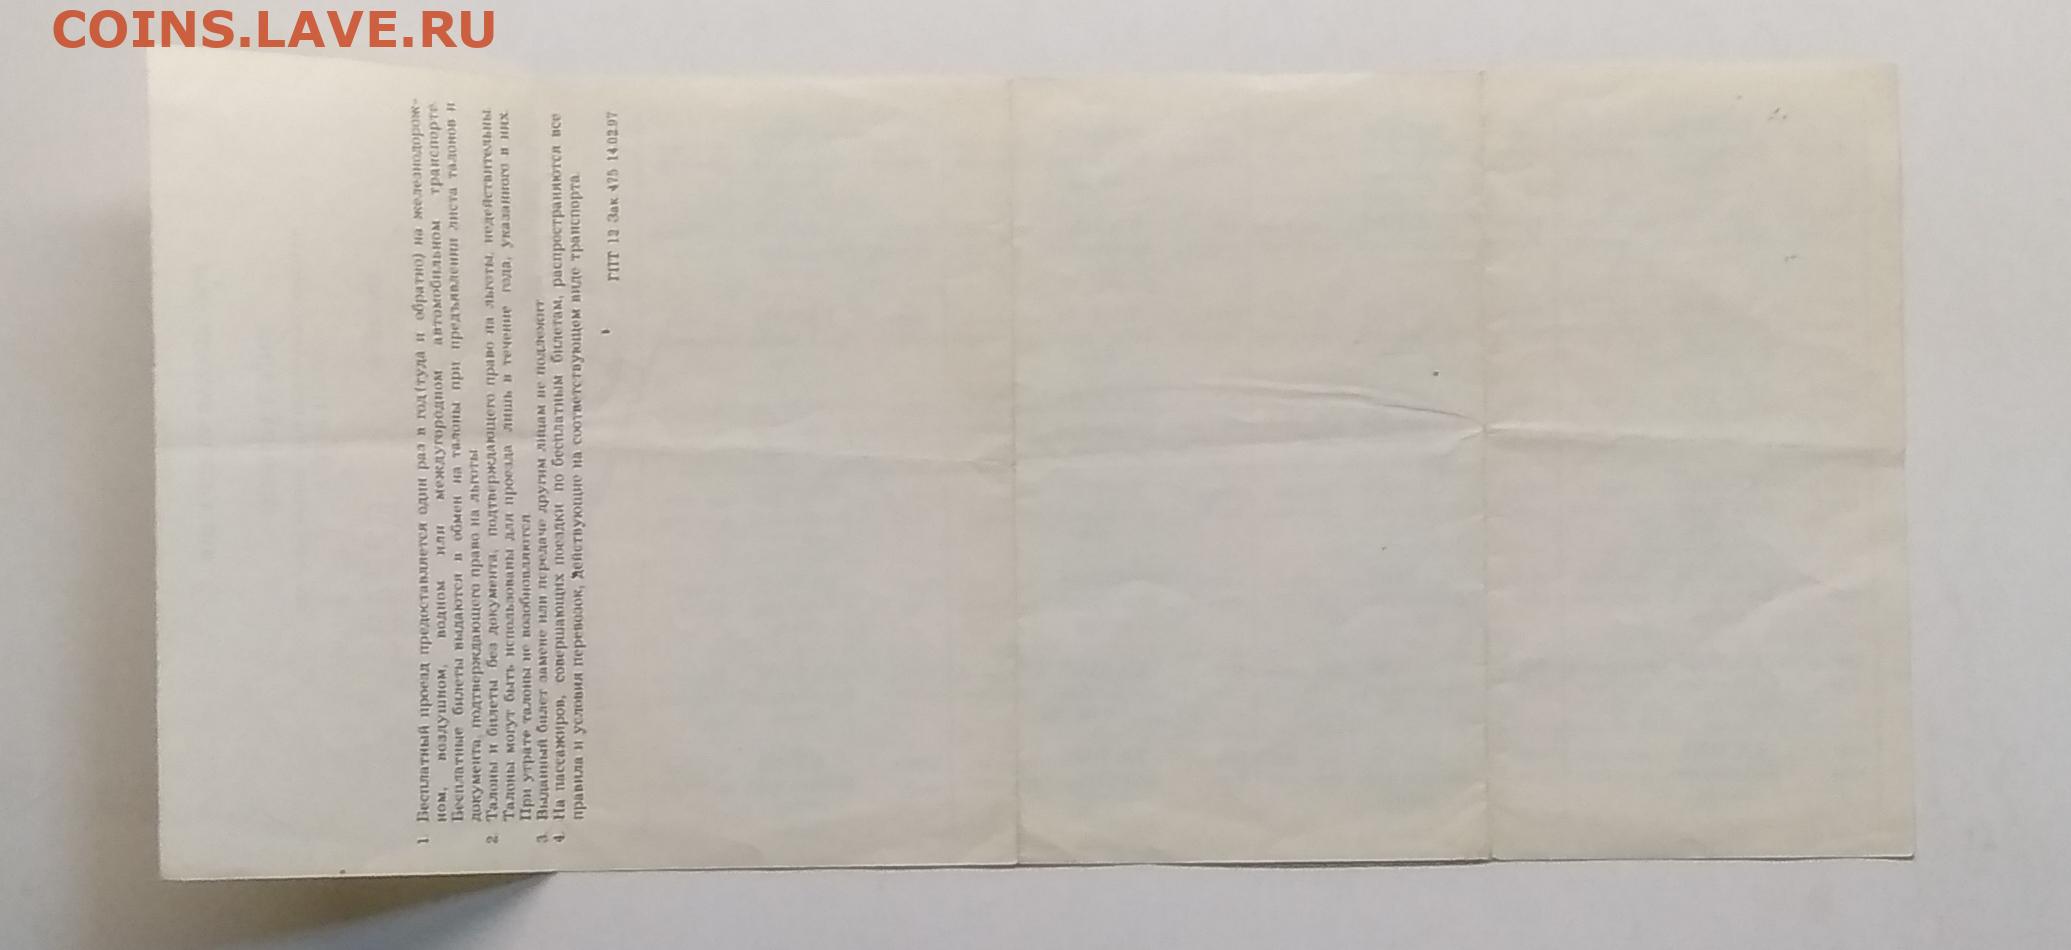 COINS.LAVE.RU
1. Бесплатный проезд предоставляется один раз в год (туда и обратно) на железнодорож-
ном, воздушном, водном или междугородном автомобильном транспорте.
Бесплатные билеты выдаются в обмен на талоны при предъявлении листа талонов и
документа, подтверждающего право на льготы
2. Талоны и билеты без документа, подтверждающего право на льготы, недействительны.
Талоны могут быть использованы для проезда лишь в течение года, указанного в них.
При утрате талоны не возобновляются
3. Выданный билет замене или передаче другим лицам не подлежит
4. На пассажиров, совершающих поездки по бесплатным билетам, распространяются все
правила и условия перевозок, действующие на соответствующем виде транспорта.
ГПТ 12 Зак 475 14.02.97